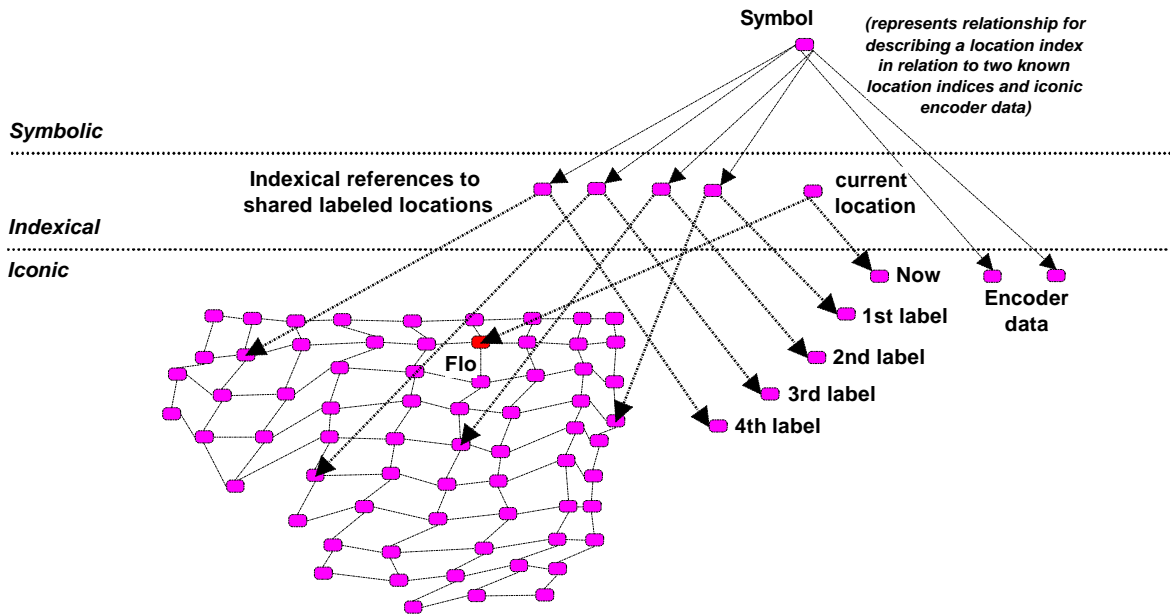 Symbol
(represents relationship for
describing a location index
in relation to two known
location indices and iconic
encoder data)
Symbolic
Indexical references to
shared labeled locations
current
location
Indexical
Iconic
Now
Encoder
data
1st label
2nd label
Flo
3rd label
4th label